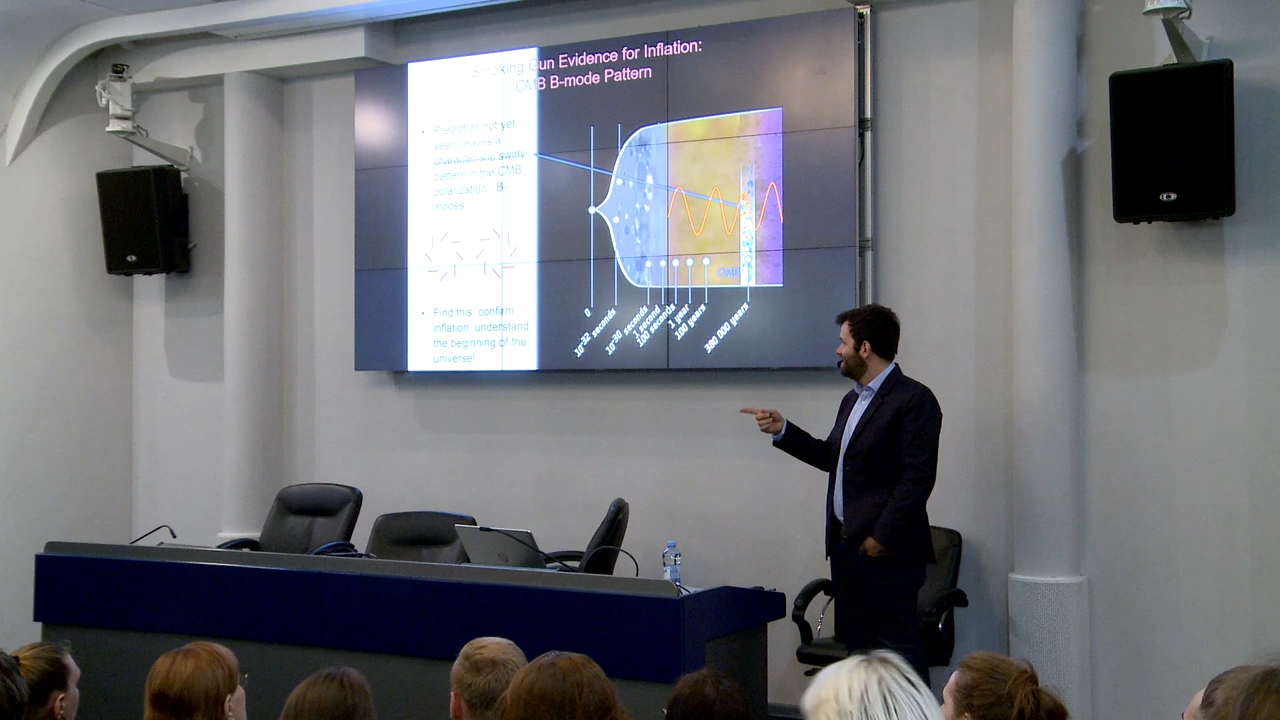 Smoking Gun Evidence for Inflation:
CMB B-mode Pattern
• Prediction not yet
seen: leaves a
characteristic swirly
pattern in the CMB
polarization: B-
modes
• Find this: confirm
inflation, understand
the beginning of the
universe!
0
10⁻³² seconds
10⁻³⁰ seconds
1 second
100 seconds
1 year
100 years
380 000 years